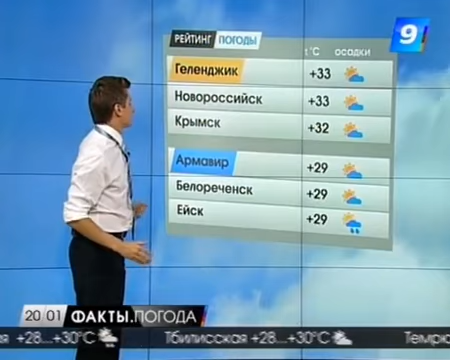 РЕЙТИНГ ПОГОДЫ
9
t °C осадки
Геленджик +33
Новороссийск +33
Крымск +32
Армавир +29
Белореченск +29
Ейск +29
20 01 ФАКТЫ.ПОГОДА
+28...+30°C Тбилисская +28...+30°C